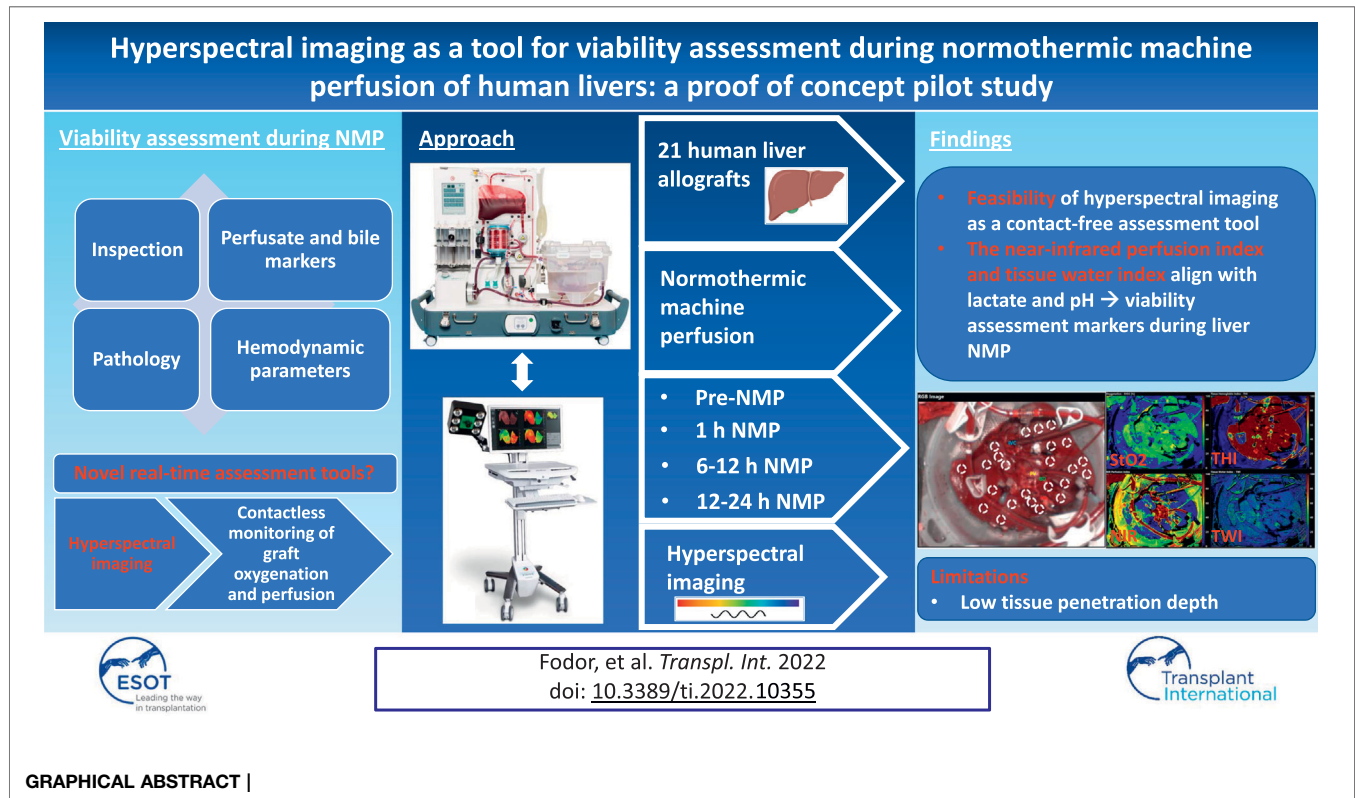 Hyperspectral imaging as a tool for viability assessment during normothermic machine
perfusion of human livers: a proof of concept pilot study
Viability assessment during NMP
Inspection
Perfusate and bile
markers
Pathology
Hemodynamic
parameters
Novel real-time assessment tools?
Hyperspectral
imaging
Contactless
monitoring of
graft
oxygenation
and perfusion
Approach
21 human liver
allografts
Normothermic
machine
perfusion
• Pre-NMP
• 1 h NMP
• 6-12 h NMP
• 12-24 h NMP
Hyperspectral
imaging
Findings
• Feasibility of hyperspectral imaging
as a contact-free assessment tool
• The near-infrared perfusion index
and tissue water index align with
lactate and pH → viability
assessment markers during liver
NMP
RGB Image
StO2
THI
NIR
TWI
Limitations
• Low tissue penetration depth
ESOT
Leading the way
in transplantation
Fodor, et al. Transpl. Int. 2022
doi: 10.3389/ti.2022.10355
Transplant
International
GRAPHICAL ABSTRACT |